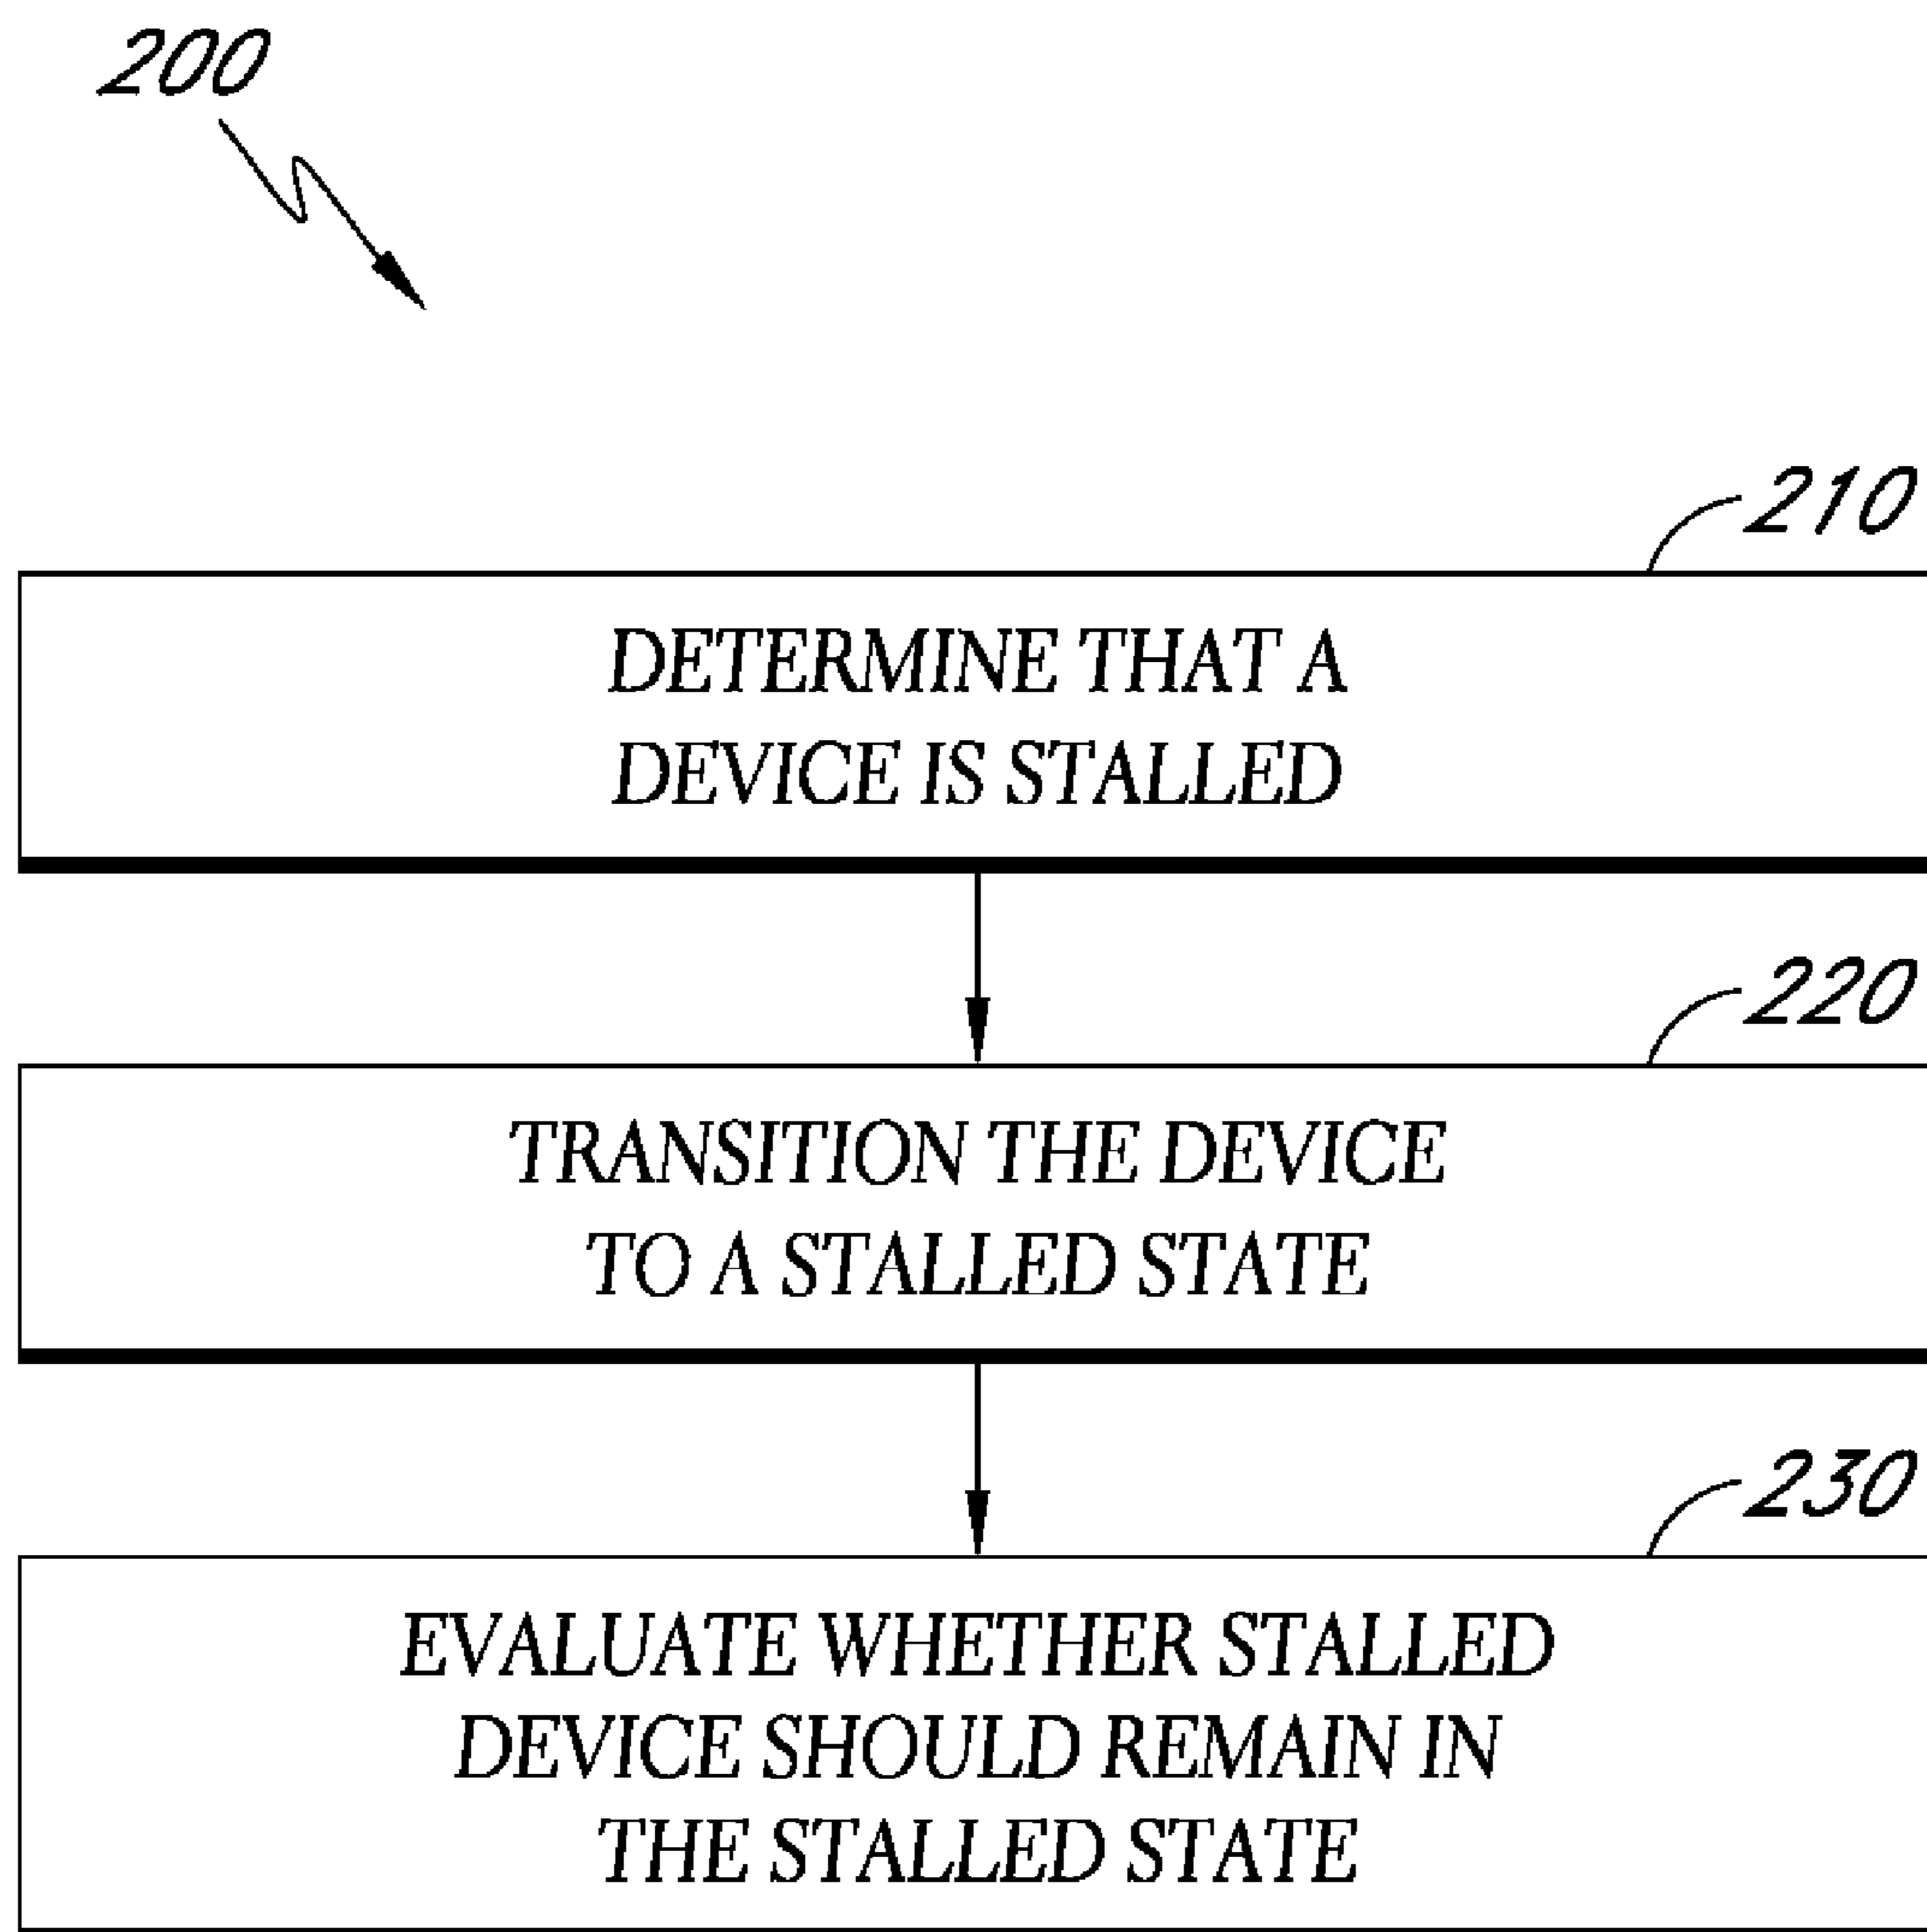 200
210
DETERMINE THAT A
DEVICE IS STALLED
220
TRANSITION THE DEVICE
TO A STALLED STATE
230
EVALUATE WHETHER STALLED
DEVICE SHOULD REMAIN IN
THE STALLED STATE